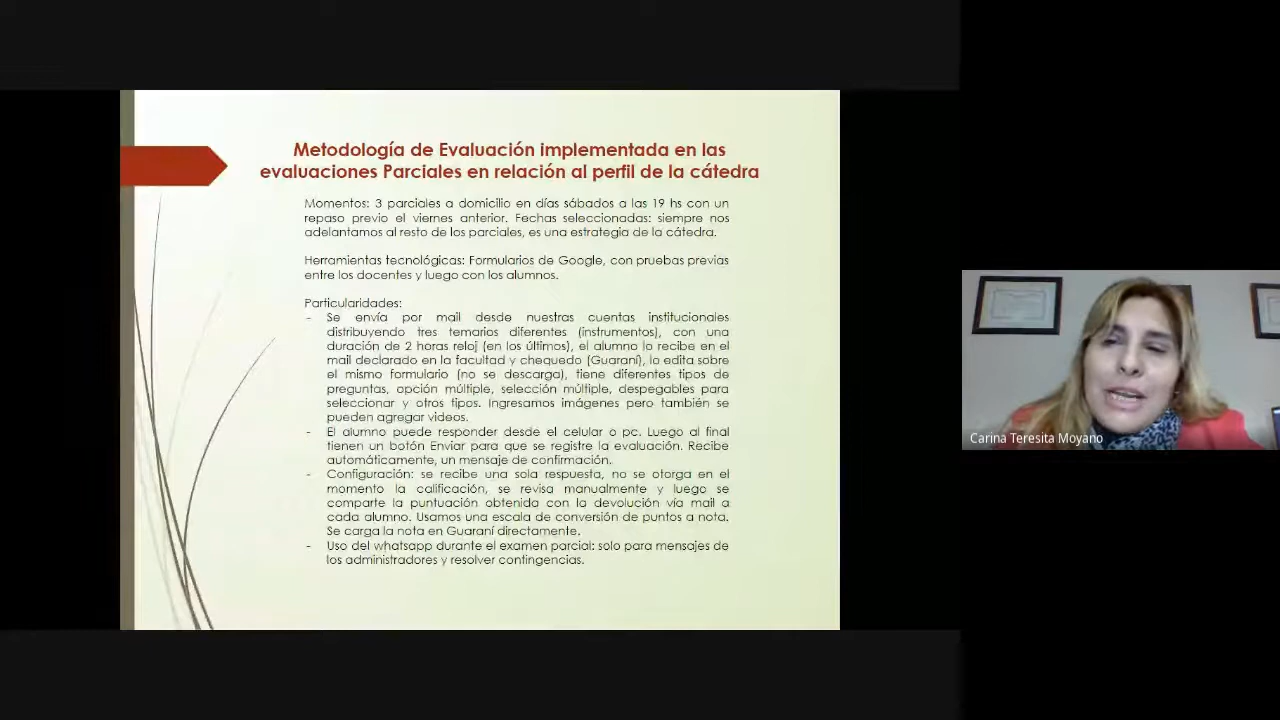 Metodología de Evaluación implementada en las
evaluaciones Parciales en relación al perfil de la cátedra
Momentos: 3 parciales a domicilio en días sábados a las 19 hs con un
repaso previo el viernes anterior. Fechas seleccionadas: siempre nos
adelantamos al resto de los parciales, es una estrategia de la cátedra.
Herramientas tecnológicas: Formularios de Google, con pruebas previas
entre los docentes y luego con los alumnos.
Particularidades:
- Se envía por mail desde nuestras cuentas institucionales
distribuyendo tres temarios diferentes (instrumentos), con una
duración de 2 horas reloj (en los últimos), el alumno lo recibe en el
mail declarado en la facultad y chequedo (Guaraní), lo edita sobre
el mismo formulario (no se descarga), tiene diferentes tipos de
preguntas, opción múltiple, selección múltiple, despegables para
seleccionar y otros tipos. Ingresamos imágenes pero también se
pueden agregar videos.
- El alumno puede responder desde el celular o pc. Luego al final
tienen un botón Enviar para que se registre la evaluación. Recibe
automáticamente, un mensaje de confirmación.
- Configuración: se recibe una sola respuesta, no se otorga en el
momento la calificación, se revisa manualmente y luego se
comparte la puntuación obtenida con la devolución vía mail a
cada alumno. Usamos una escala de conversión de puntos a nota.
Se carga la nota en Guaraní directamente.
- Uso del whatsapp durante el examen parcial: solo para mensajes de
los administradores y resolver contingencias.
Carina Teresita Moyano